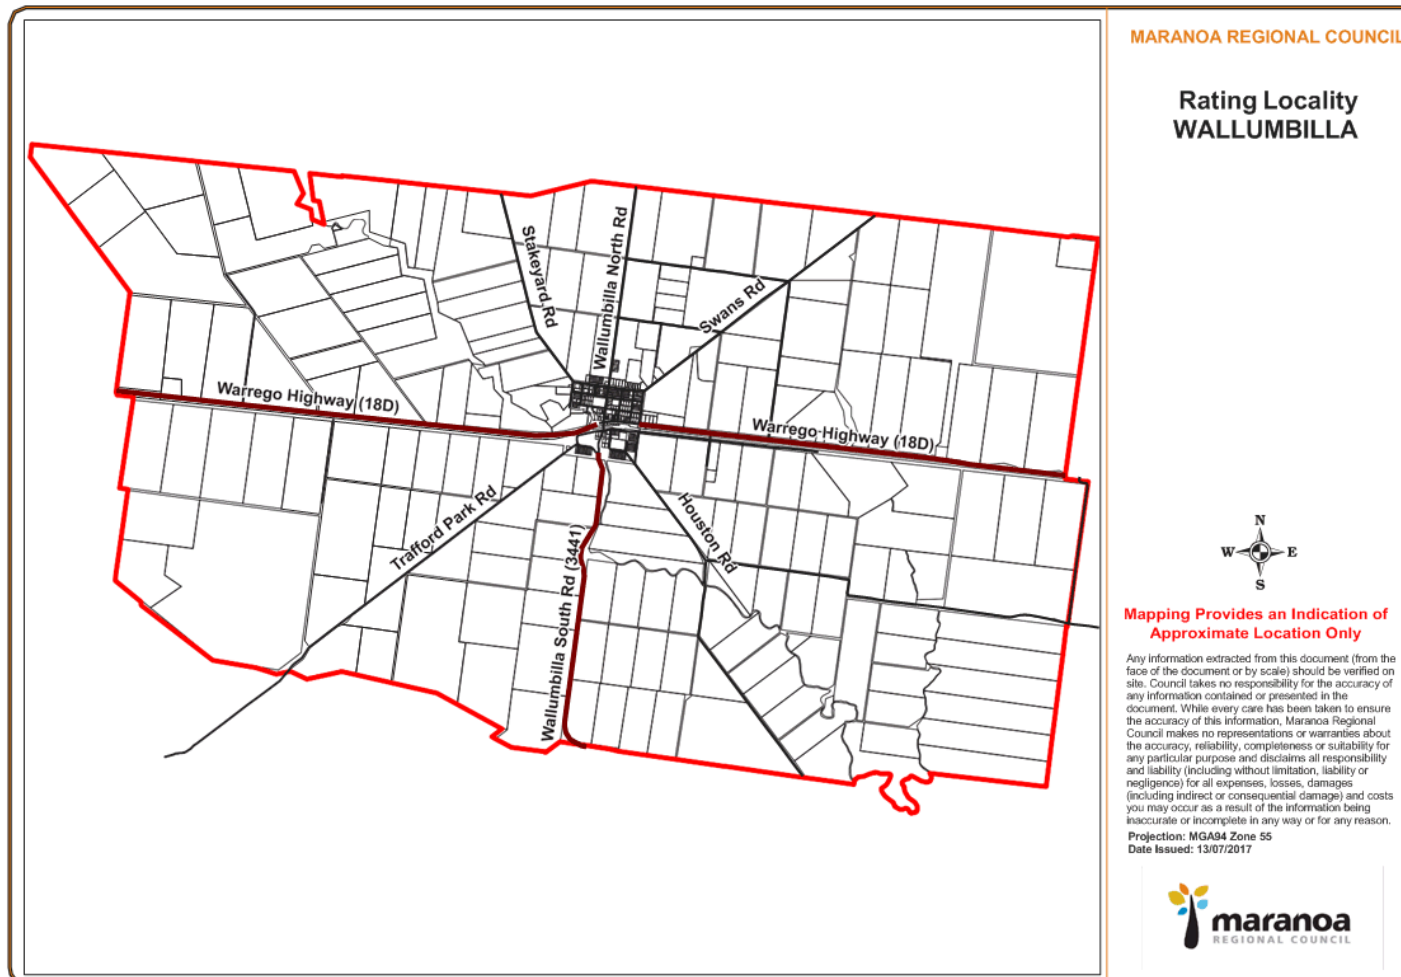 MARANOA REGIONAL COUNCIL
Rating Locality
WALLUMBILLA
Stakeyard Rd
Wallumbilla North Rd
Swans Rd
Warrego Highway (18D)
Warrego Highway (18D)
Trafford Park Rd
Wallumbilla South Rd (3441)
Houston Rd
N
W E
S
Mapping Provides an Indication of
Approximate Location Only
Any information extracted from this document (from the
face of the document or by scale) should be verified on
site. Council takes no responsibility for the accuracy of
any information contained or presented in the
document. While every care has been taken to ensure
the accuracy of this information, Maranoa Regional
Council makes no representations or warranties about
the accuracy, reliability, completeness or suitability for
any particular purpose and disclaims all responsibility
and liability (including without limitation, liability or
negligence) for all expenses, losses, damages
(including indirect or consequential damage) and costs
you may occur as a result of the information being
inaccurate or incomplete in any way or for any reason.
Projection: MGA94 Zone 55
Date Issued: 13/07/2017
maranoa
REGIONAL COUNCIL